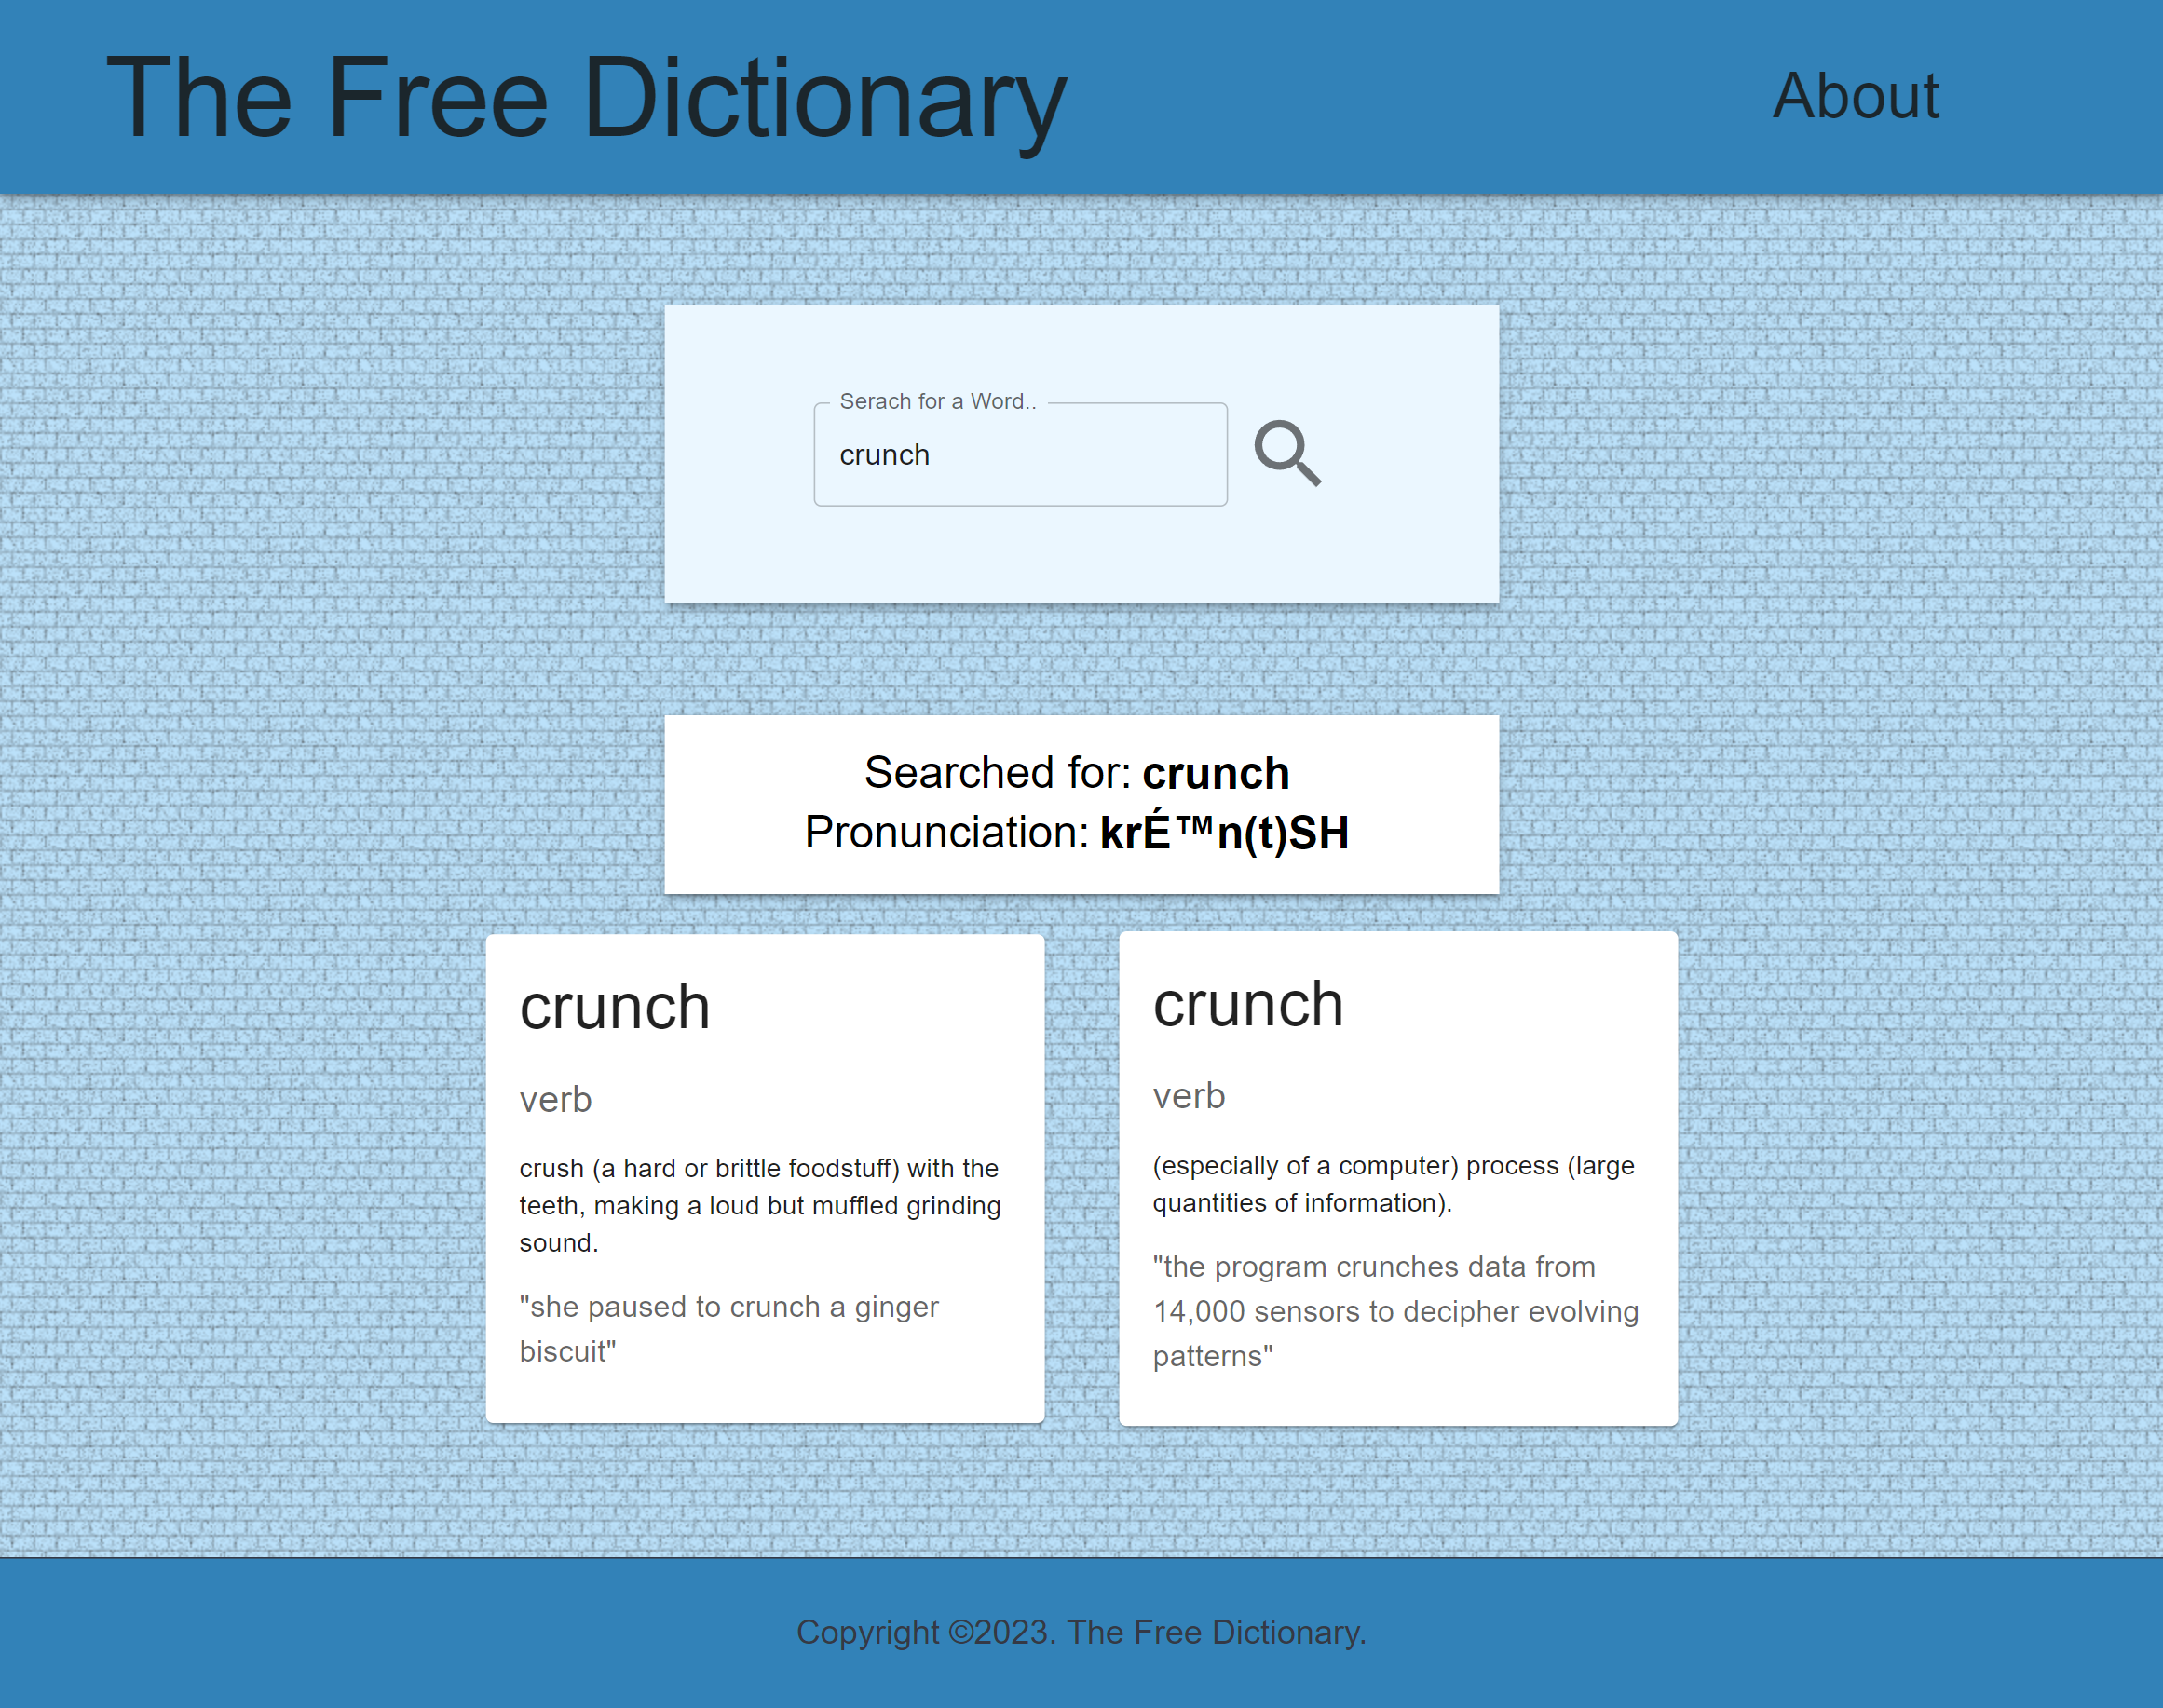 The Free Dictionary
About
Serach for a Word..
crunch
Searched for: crunch
Pronunciation: krÉ™n(t)SH
crunch
verb
crush (a hard or brittle foodstuff) with the
teeth, making a loud but muffled grinding
sound.
"she paused to crunch a ginger
biscuit"
crunch
verb
(especially of a computer) process (large
quantities of information).
"the program crunches data from
14,000 sensors to decipher evolving
patterns"
Copyright ©2023. The Free Dictionary.